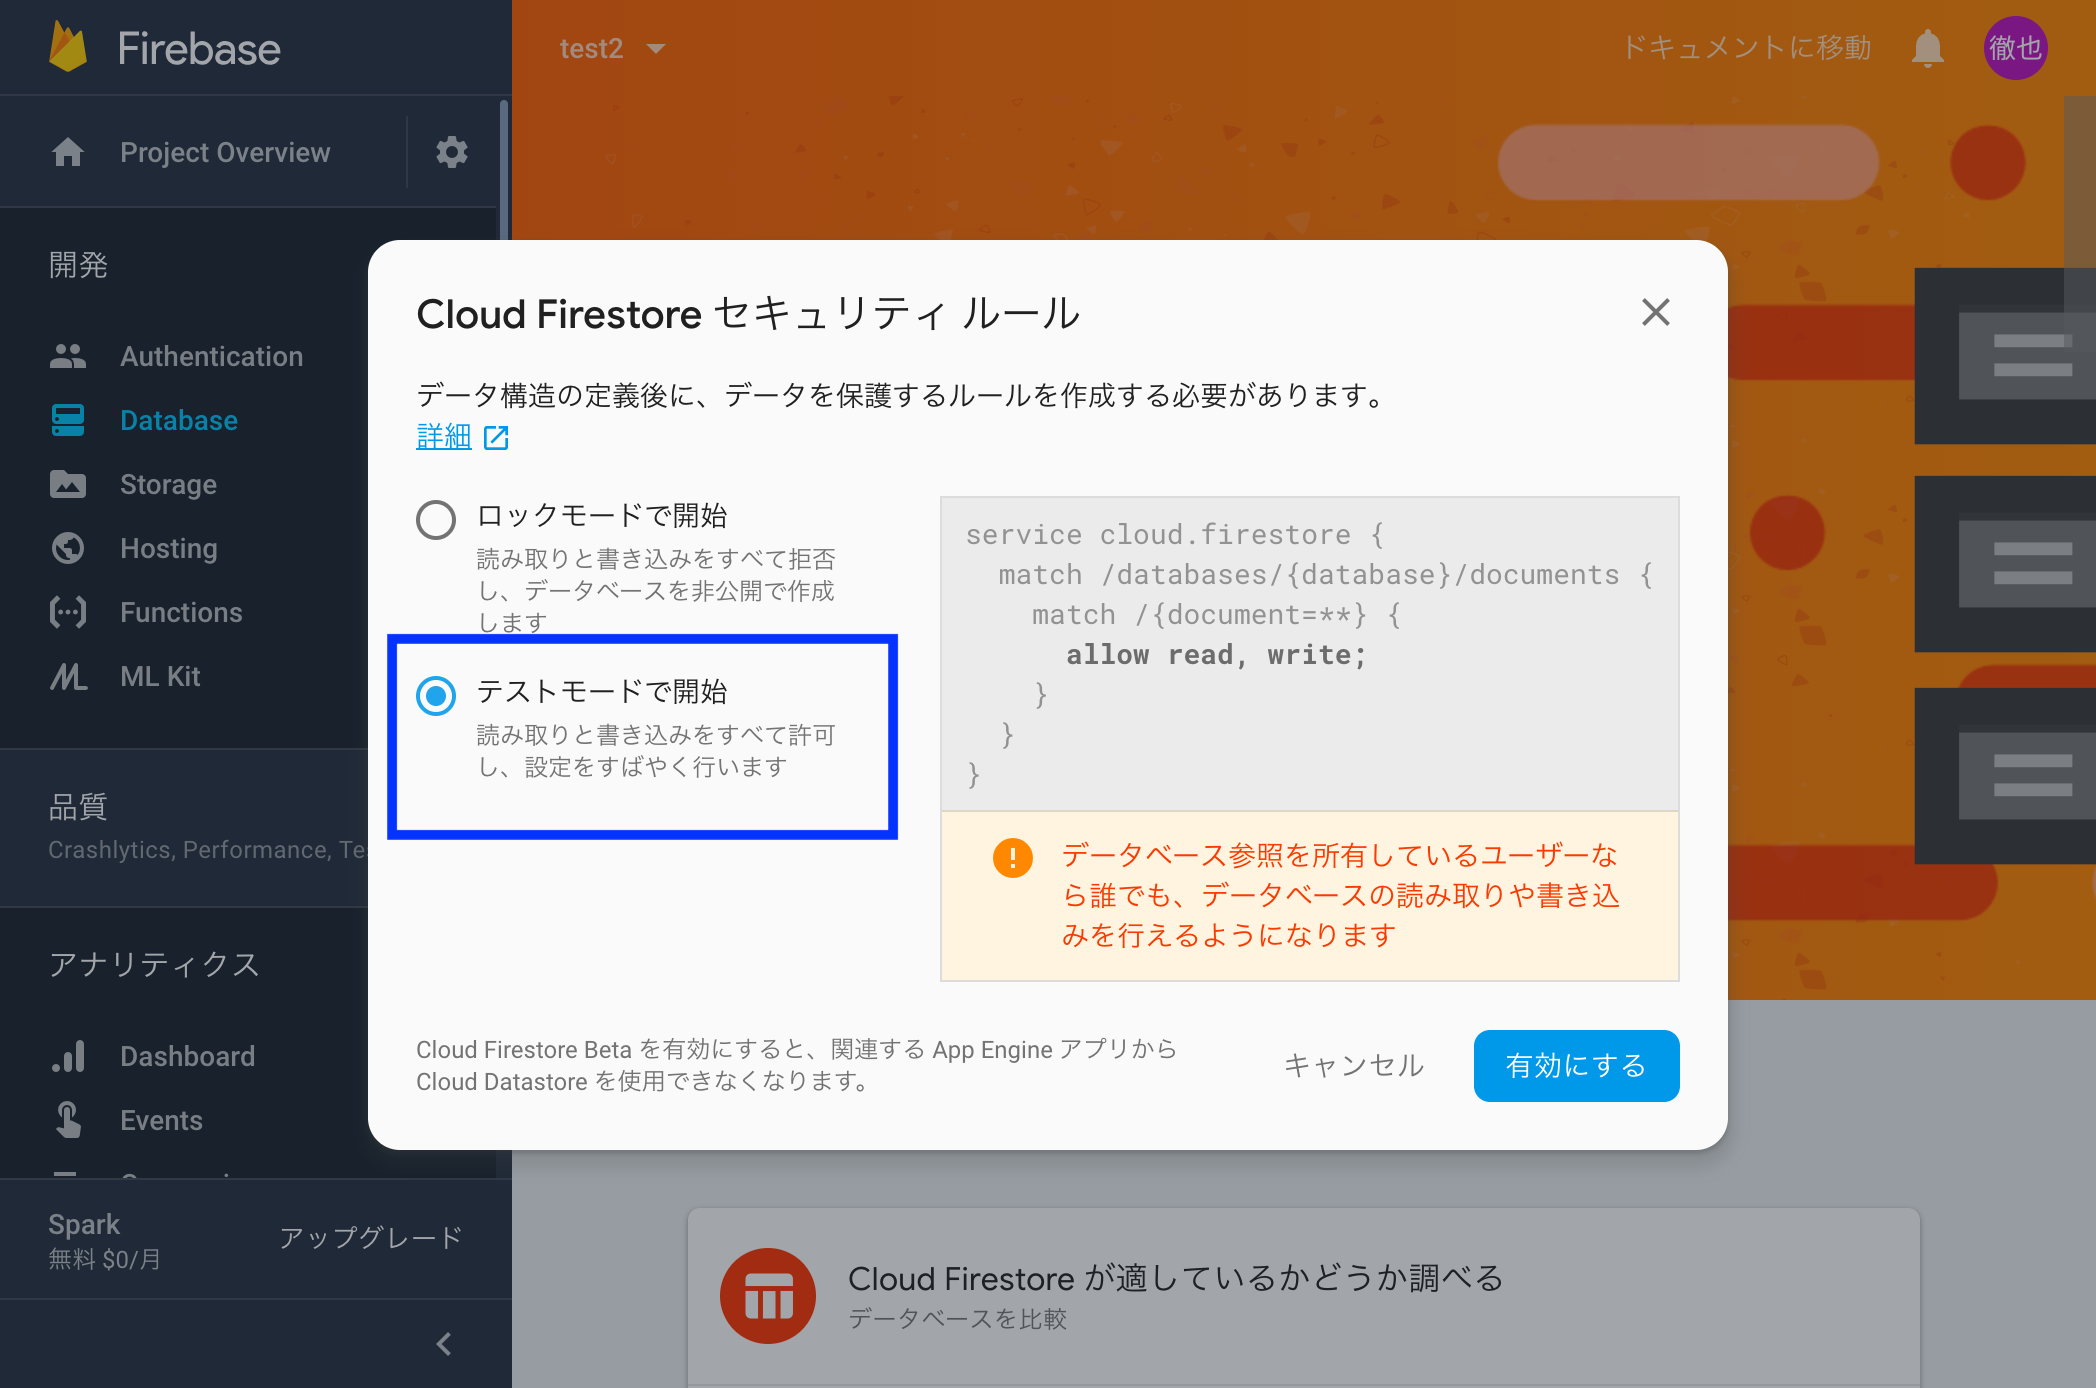 Firebase
test2
ドキュメントに移動
徹也
Project Overview
開発
Authentication
Database
Storage
Hosting
Functions
ML Kit
品質
Crashlytics, Performance,
アナリティクス
Dashboard
Events
Spark
無料 $0/月
アップグレード
Cloud Firestore セキュリティ ルール
データ構造の定義後に、データを保護するルールを作成する必要があります。
詳細
ロックモードで開始
読み取りと書き込みをすべて拒否
し、データベースを非公開で作成
します
テストモードで開始
読み取りと書き込みをすべて許可
し、設定をすばやく行います
service cloud.firestore {
match /databases/{database}/documents {
match /{document=**} {
allow read, write;
}
}
}
データベース参照を所有しているユーザーな
ら誰でも、データベースの読み取りや書き込
みを行えるようになります
Cloud Firestore Beta を有効にすると、関連する App Engine アプリから
Cloud Datastore を使用できなくなります。
キャンセル
有効にする
Cloud Firestore が適しているかどうか調べる
データベースを比較